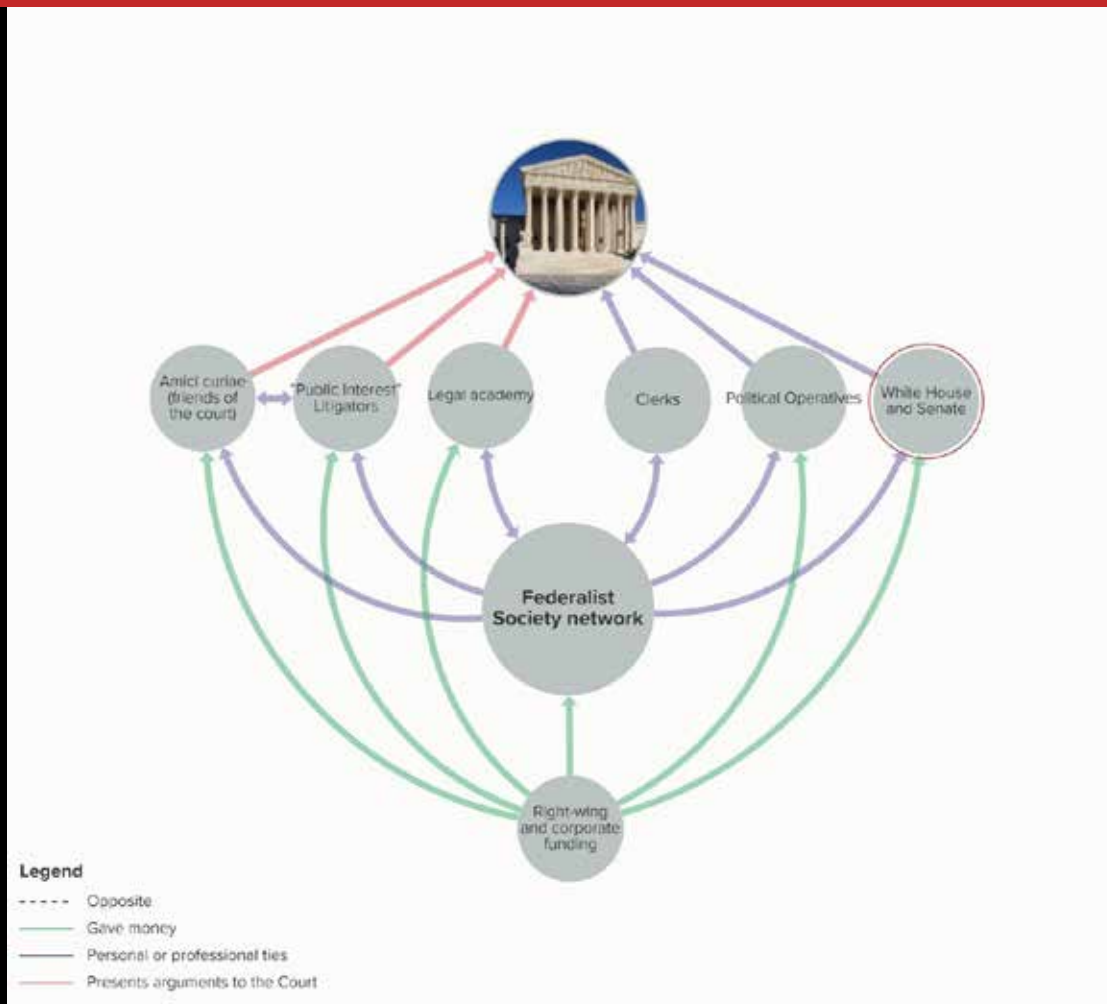 Amici curiae
(friends of
the court)
"Public Interest"
Litigators
Legal academy
Clerks
Political Operatives
White House
and Senate
Federalist
Society network
Right-wing
and corporate
funding
Legend
Opposite
Gave money
Personal or professional ties
Presents arguments to the Court